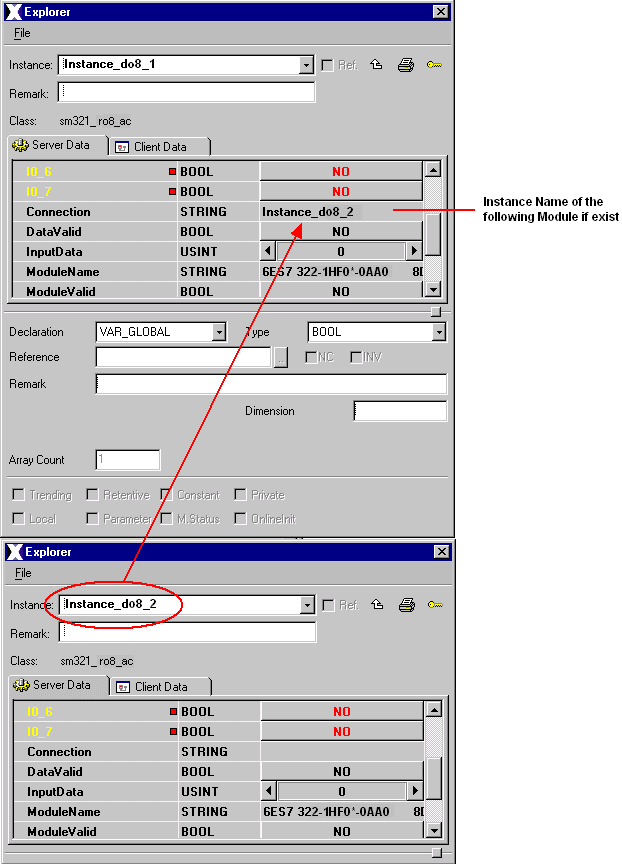 Explorer
File
Instance: Instance_do8_1 Ref.
Remark:
Class: sm321_ro8_ac
Server Data Client Data
IO_6 BOOL NO
IO_7 BOOL NO
Connection STRING Instance_do8_2
DataValid BOOL NO
InputData USINT 0
ModuleName STRING 6ES7 322-1HF0*-0AA0
ModuleValid BOOL NO
Instance Name of the
following Module if exist
Declaration VAR_GLOBAL Type BOOL
Reference .. NC INV
Remark
Dimension
Array Count 1
Trending Retentive Constant Private
Local Parameter M.Status OnlineInit
Explorer
File
Instance: Instance_do8_2 Ref.
Remark:
Class: sm321_ro8_ac
Server Data Client Data
IO_6 BOOL NO
IO_7 BOOL NO
Connection STRING
DataValid BOOL NO
InputData USINT 0
ModuleName STRING 6ES7 322-1HF0*-0AA0
ModuleValid BOOL NO